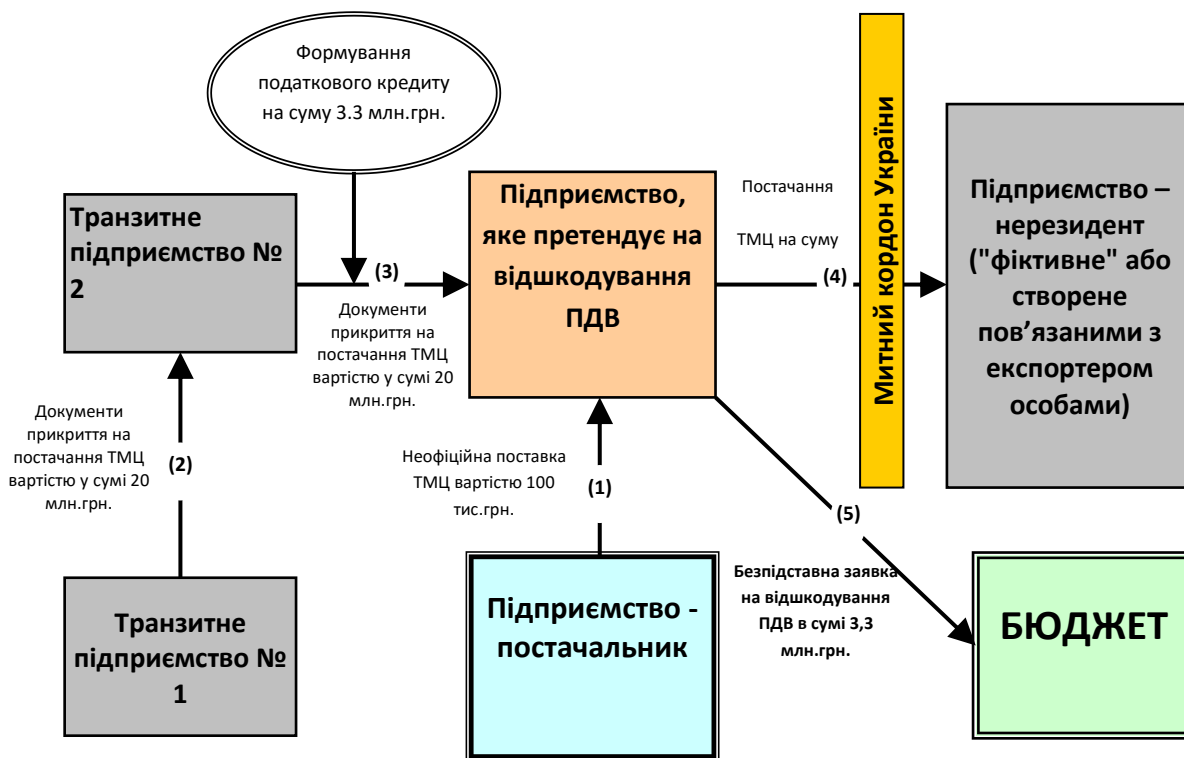 Формування
податкового кредиту
на суму 3.3 млн.грн.
Транзитне
підприємство №
2
(3)
Документи
прикриття на
постачання ТМЦ
вартістю у сумі 20
млн.грн.
Підприємство,
яке претендує на
відшкодування
ПДВ
Постачання
ТМЦ на суму
(4)
Митний кордон України
Підприємство –
нерезидент
("фіктивне" або
створене
пов’язаними з
експортером
особами)
Документи
прикриття на
постачання ТМЦ
вартістю у сумі 20
млн.грн.
(2)
Неофіційна поставка
ТМЦ вартістю 100
тис.грн.
(1)
(5)
Безпідставна заявка
на відшкодування
ПДВ в сумі 3,3
млн.грн.
Транзитне
підприємство №
1
Підприємство -
постачальник
БЮДЖЕТ